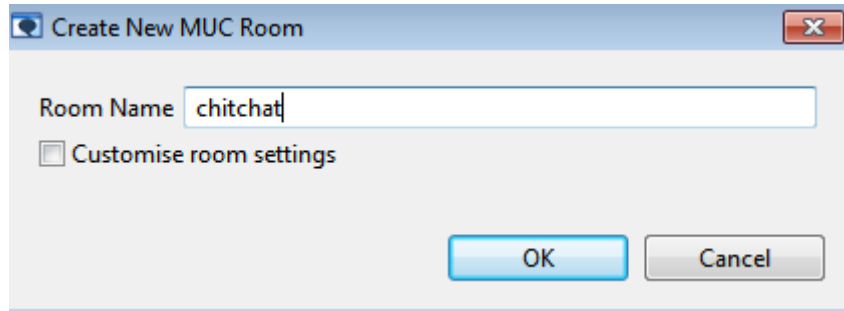 Create New MUC Room
Room Name chitchat
Customise room settings
OK Cancel